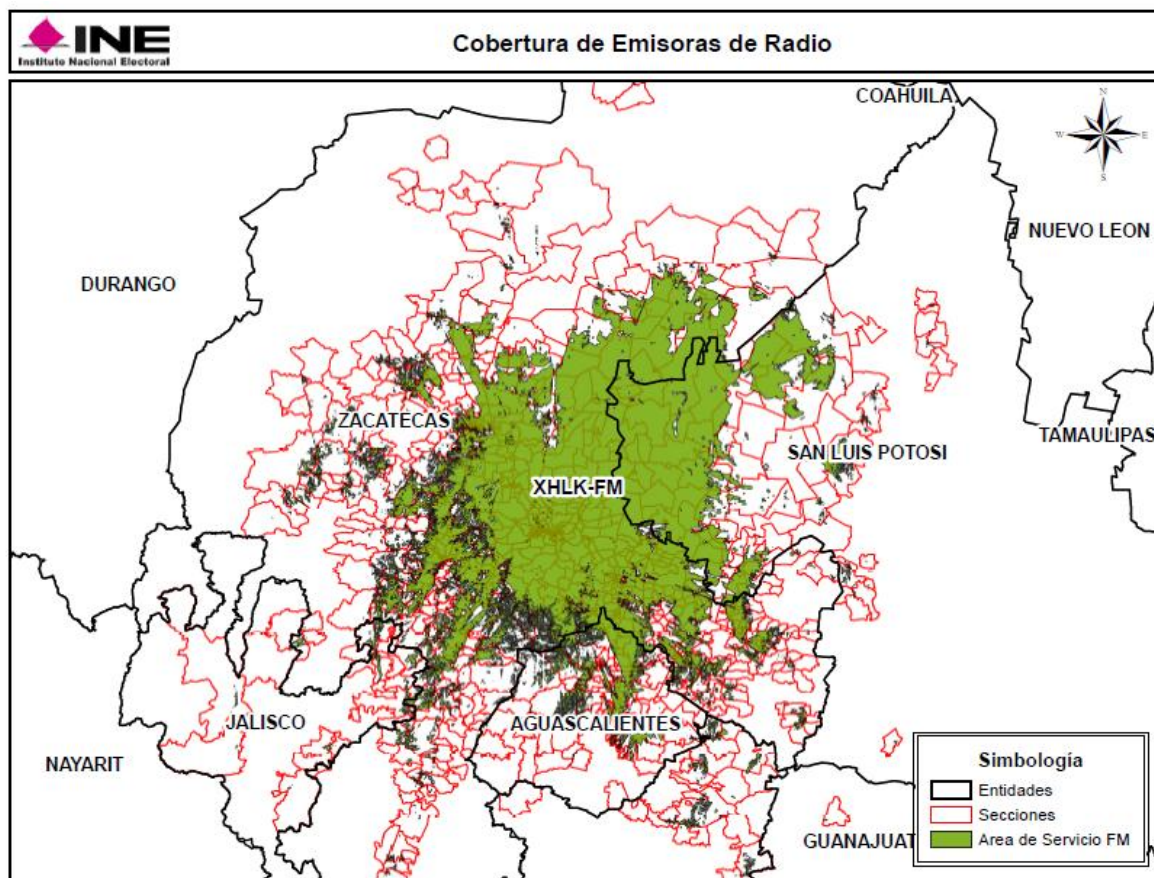 INE
Instituto Nacional Electoral
Cobertura de Emisoras de Radio
COAHUILA
N
W
E
S
NUEVO LEON
DURANGO
ZACATECAS
TAMAULIPAS
SAN LUIS POTOSI
XHLK-FM
JALISCO
AGUASCALIENTES
NAYARIT
GUANAJUAT
Simbología
Entidades
Secciones
Area de Servicio FM